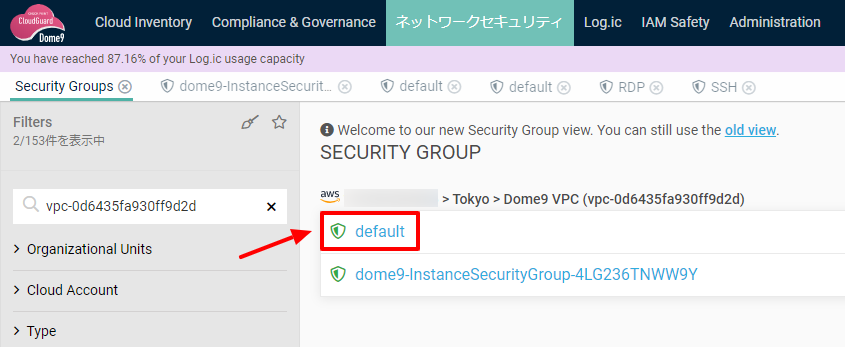 CHECK POINT
CloudGuard
Dome9
Cloud Inventory Compliance & Governance ネットワークセキュリティ Log.ic IAM Safety Administration
You have reached 87.16% of your Log.ic usage capacity
Security Groups dome9-InstanceSecurit... default default RDP SSH
Filters
2/153件を表示中
vpc-0d6435fa930ff9d2d
Organizational Units
Cloud Account
Type
Welcome to our new Security Group view. You can still use the old view.
SECURITY GROUP
aws > Tokyo > Dome9 VPC (vpc-0d6435fa930ff9d2d)
default
dome9-InstanceSecurityGroup-4LG236TNWW9Y